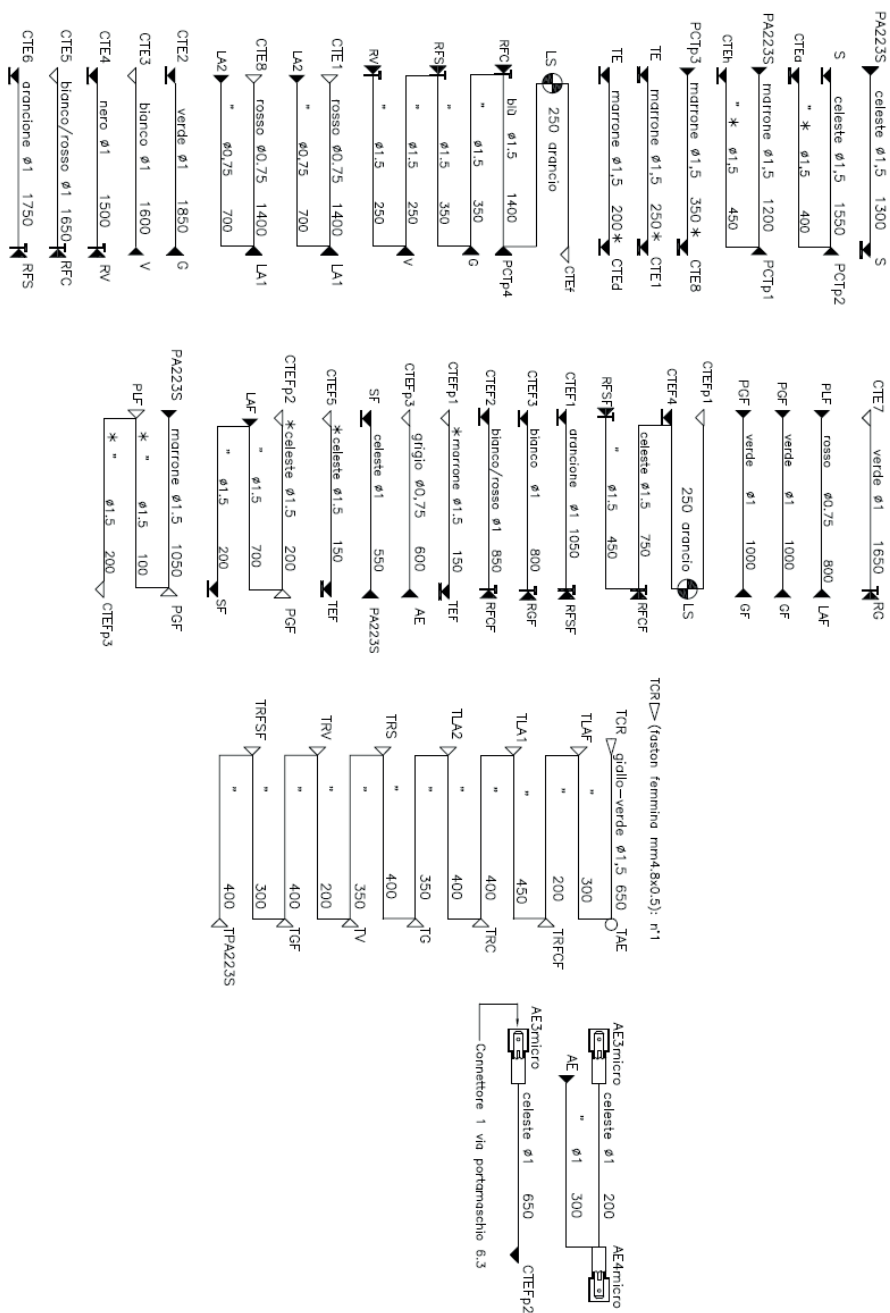 PA223S celeste ø1,5 1300 S
S celeste ø1,5 1550 PCTp2
CTEa " * ø1,5 400
PA223S marrone ø1,5 1200 PCTp1
CTEh " * ø1,5 450
PCTp3 marrone ø1,5 350 * CTE8
TE marrone ø1,5 250 * CTE1
TE marrone ø1,5 200 * CTEd
LS 250 arancio CTEf
RFC blù ø1.5 1400 PCTp4
RFS " ø1.5 350 G
" ø1.5 350
RV " ø1.5 250 V
" ø1.5 250
CTE1 rosso ø0.75 1400 LA1
LA2 " ø0,75 700
CTE8 rosso ø0.75 1400 LA1
LA2 " ø0,75 700
CTE2 verde ø1 1850 G
CTE3 bianco ø1 1600 V
CTE4 nero ø1 1500 RV
CTE5 bianco/rosso ø1 1650 RFC
CTE6 arancione ø1 1750 RFS
CTE7 verde ø1 1650 RG
PLF rosso ø0.75 800 LAF
PGF verde ø1 1000 GF
PGF verde ø1 1000 GF
CTEFp1 250 arancio LS
CTEF4 celeste ø1.5 750 RFCF
RFSF " ø1.5 450
CTEF1 arancione ø1 1050 RFSF
CTEF3 bianco ø1 800 RGF
CTEF2 bianco/rosso ø1 850 RFCF
CTEFp1 *marrone ø1.5 150 TEF
CTEFp3 grigio ø0,75 600 AE
SF celeste ø1 550 PA223S
CTEF5 *celeste ø1.5 150 TEF
CTEFp2 *celeste ø1.5 200 PGF
LAF " ø1.5 700
" ø1.5 200 SF
PA223S marrone ø1.5 1050 PGF
PLF * " ø1.5 100
* " ø1.5 200 CTEFp3
TCR (faston femmina mm4.8x0.5): n°1
TCR giallo-verde ø1,5 650 TAE
TLAF " 300
" 200 TRFCF
TLA1 " 450
" 400 TRC
TLA2 " 400
" 350 TG
TRS " 400
" 350 TV
TRV " 200
" 400 TGF
TRFSF " 300
" 400 TPA223S
AE3micro celeste ø1 200 AE4micro
AE " ø1 300
AE3micro celeste ø1 650 CTEFp2
Connettore 1 via portamaschio 6.3